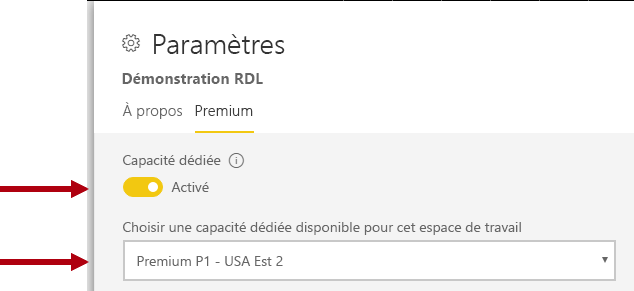 Paramètres
Démonstration RDL
À propos Premium
Capacité dédiée
Activé
Choisir une capacité dédiée disponible pour cet espace de travail
Premium P1 - USA Est 2